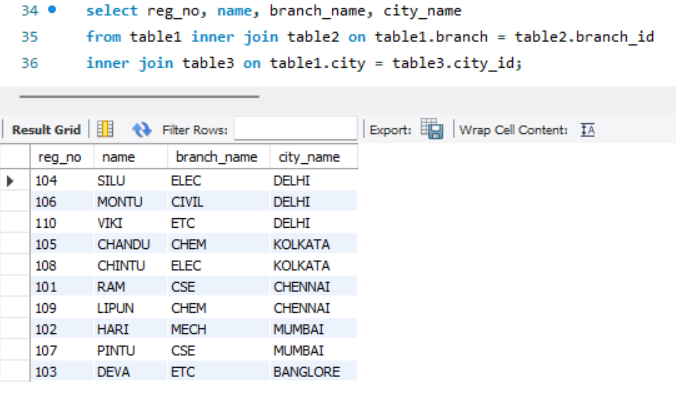 34 select reg_no, name, branch_name, city_name
35 from table1 inner join table2 on table1.branch = table2.branch_id
36 inner join table3 on table1.city = table3.city_id;
Result Grid Filter Rows: Export: Wrap Cell Content: IA
reg_no name branch_name city_name
104 SILU ELEC DELHI
106 MONTU CIVIL DELHI
110 VIKI ETC DELHI
105 CHANDU CHEM KOLKATA
108 CHINTU ELEC KOLKATA
101 RAM CSE CHENNAI
109 LIPUN CHEM CHENNAI
102 HARI MECH MUMBAI
107 PINTU CSE MUMBAI
103 DEVA ETC BANGLORE